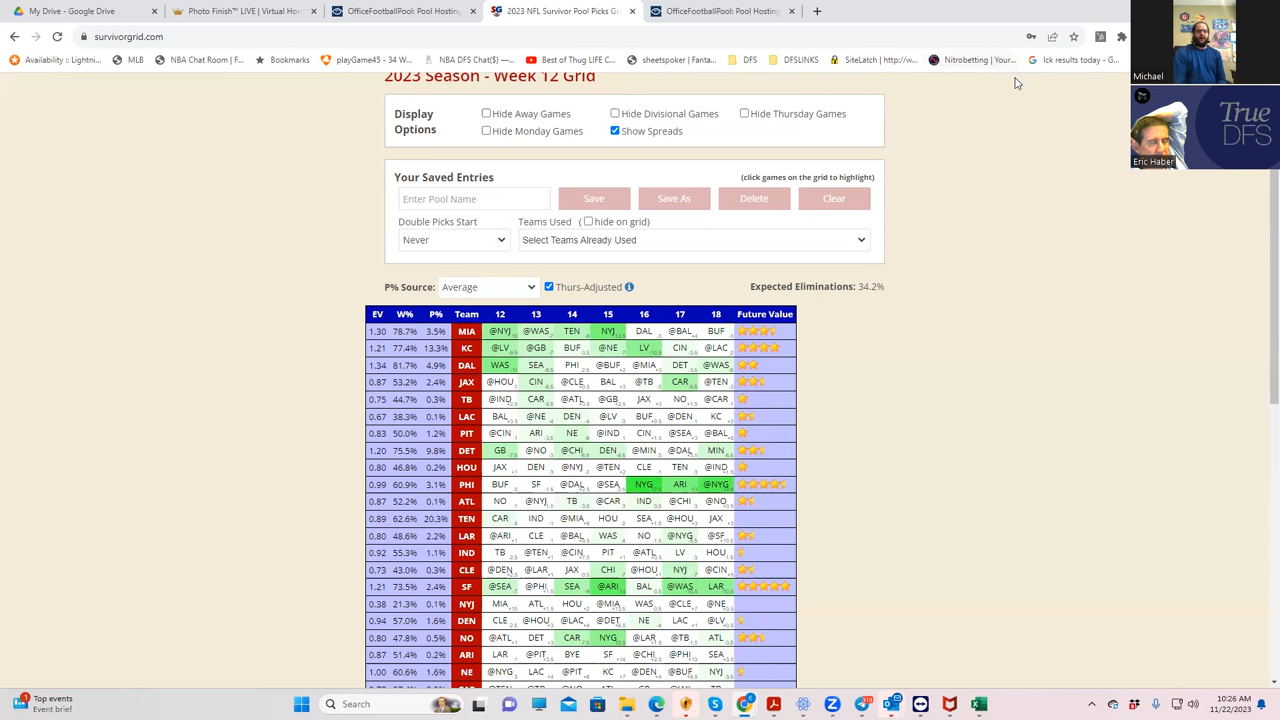 My Drive - Google Drive
Photo Finish™ LIVE | Virtual Hor
OfficeFootballPool: Pool Hosting
2023 NFL Survivor Pool Picks Gr
OfficeFootballPool: Pool Hosting
survivorgrid.com
Availability :: Lightni...
MLB
NBA Chat Room | Fa...
Bookmarks
playGame45 - 34 W...
NBA DFS Chat($) —...
Best of Thug LIFE C...
sheetspoker | Fanta...
DFS
DFSLINKS
SiteLatch | http://w...
Nitrobetting | Your...
lck results today - G...
Michael
True DFS
Eric Haber
2023 Season - Week 12 Grid
Display Options
Hide Away Games
Hide Divisional Games
Hide Thursday Games
Hide Monday Games
Show Spreads
Your Saved Entries
(click games on the grid to highlight)
Enter Pool Name
Save
Save As
Delete
Clear
Double Picks Start
Teams Used ( hide on grid)
Never
Select Teams Already Used
P% Source: Average
Thurs-Adjusted
Expected Eliminations: 34.2%
EV W% P% Team 12 13 14 15 16 17 18 Future Value
1.30 78.7% 3.5% MIA @NYJ @WAS TEN NYJ DAL @BAL BUF
1.21 77.4% 13.3% KC @LV @GB BUF @NE LV CIN @LAC
1.34 81.7% 4.9% DAL WAS SEA PHI @BUF @MIA DET @WAS
0.87 53.2% 2.4% JAX @HOU CIN @CLE BAL @TB CAR @TEN
0.75 44.7% 0.3% TB @IND CAR @ATL @GB JAX NO @CAR
0.67 38.3% 0.1% LAC BAL @NE DEN @LV BUF @DEN KC
0.83 50.0% 1.2% PIT @CIN ARI NE @IND CIN @SEA @BAL
1.20 75.5% 9.8% DET GB @NO @CHI DEN @MIN @DAL MIN
0.80 46.8% 0.2% HOU JAX DEN @NYJ @TEN CLE TEN @IND
0.99 60.9% 3.1% PHI BUF SF @DAL @SEA NYG ARI @NYG
0.87 52.2% 0.1% ATL NO @NYJ TB @CAR IND @CHI @NO
0.89 62.6% 20.3% TEN CAR IND @MIA HOU SEA @HOU JAX
0.80 48.6% 2.2% LAR @ARI CLE @BAL WAS NO @NYG @SF
0.92 55.3% 1.1% IND TB @TEN @CIN PIT @ATL LV HOU
0.73 43.0% 0.3% CLE @DEN @LAR JAX CHI @HOU NYJ @CIN
1.21 73.5% 2.4% SF @SEA @PHI SEA @ARI BAL @WAS LAR
0.38 21.3% 0.1% NYJ MIA ATL HOU @MIA WAS @CLE @NE
0.94 57.0% 1.6% DEN CLE @HOU @LAC @DET NE LAC @LV
0.80 47.8% 0.5% NO @ATL DET CAR NYG @LAR @TB ATL
0.87 51.4% 0.2% ARI LAR @PIT BYE SF @CHI @PHI SEA
1.00 60.6% 1.6% NE @NYG LAC @PIT KC @DEN @BUF NYJ
Top events
Event brief
Search
10:26 AM
11/22/2023